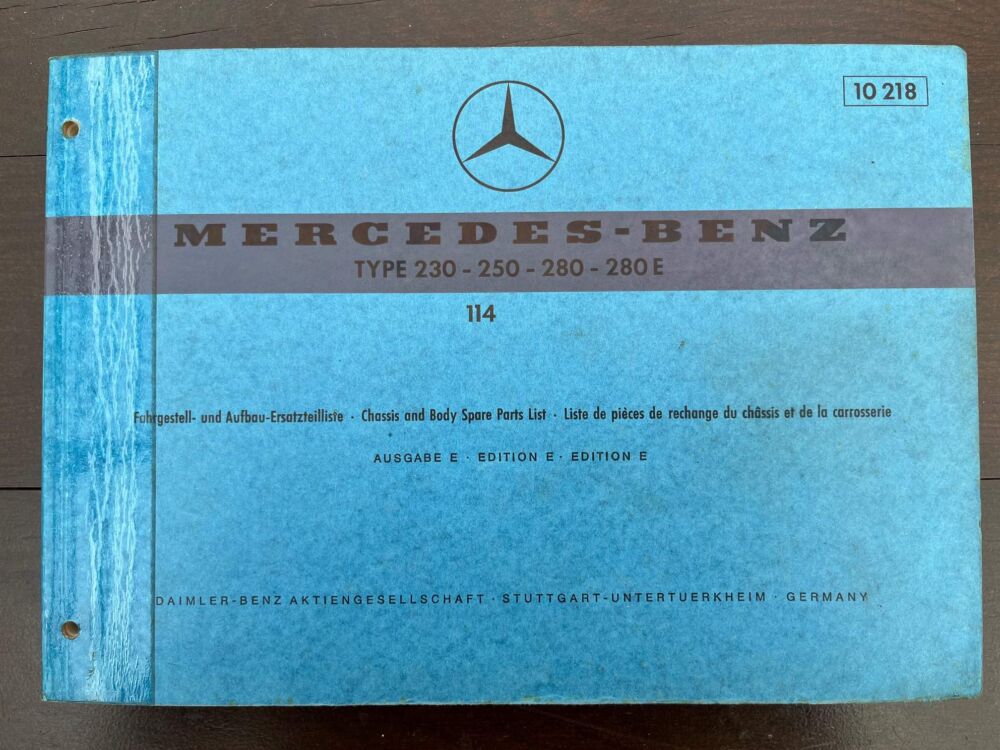 10 218
MERCEDES-BENZ
TYPE 230 - 250 - 280 - 280 E
114
Fahrgestell- und Aufbau-Ersatzteilliste · Chassis and Body Spare Parts List · Liste de pièces de rechange du châssis et de la carrosserie
AUSGABE E · EDITION E · EDITION E
DAIMLER-BENZ AKTIENGESELLSCHAFT · STUTTGART-UNTERTUERKHEIM · GERMANY